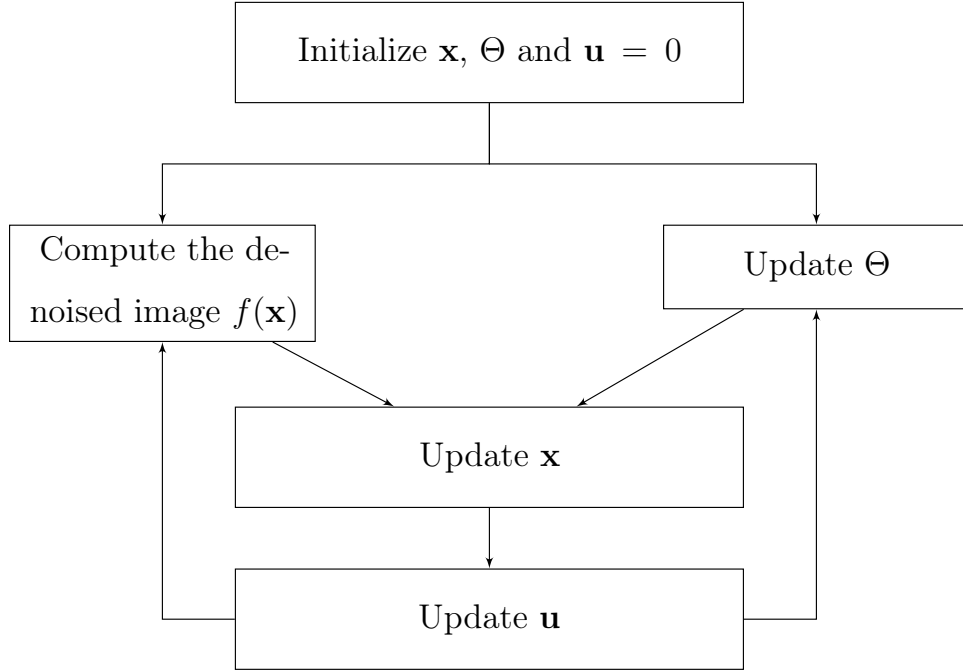 Initialize x, Θ and u = 0
Compute the de-
noised image f(x)
Update Θ
Update x
Update u